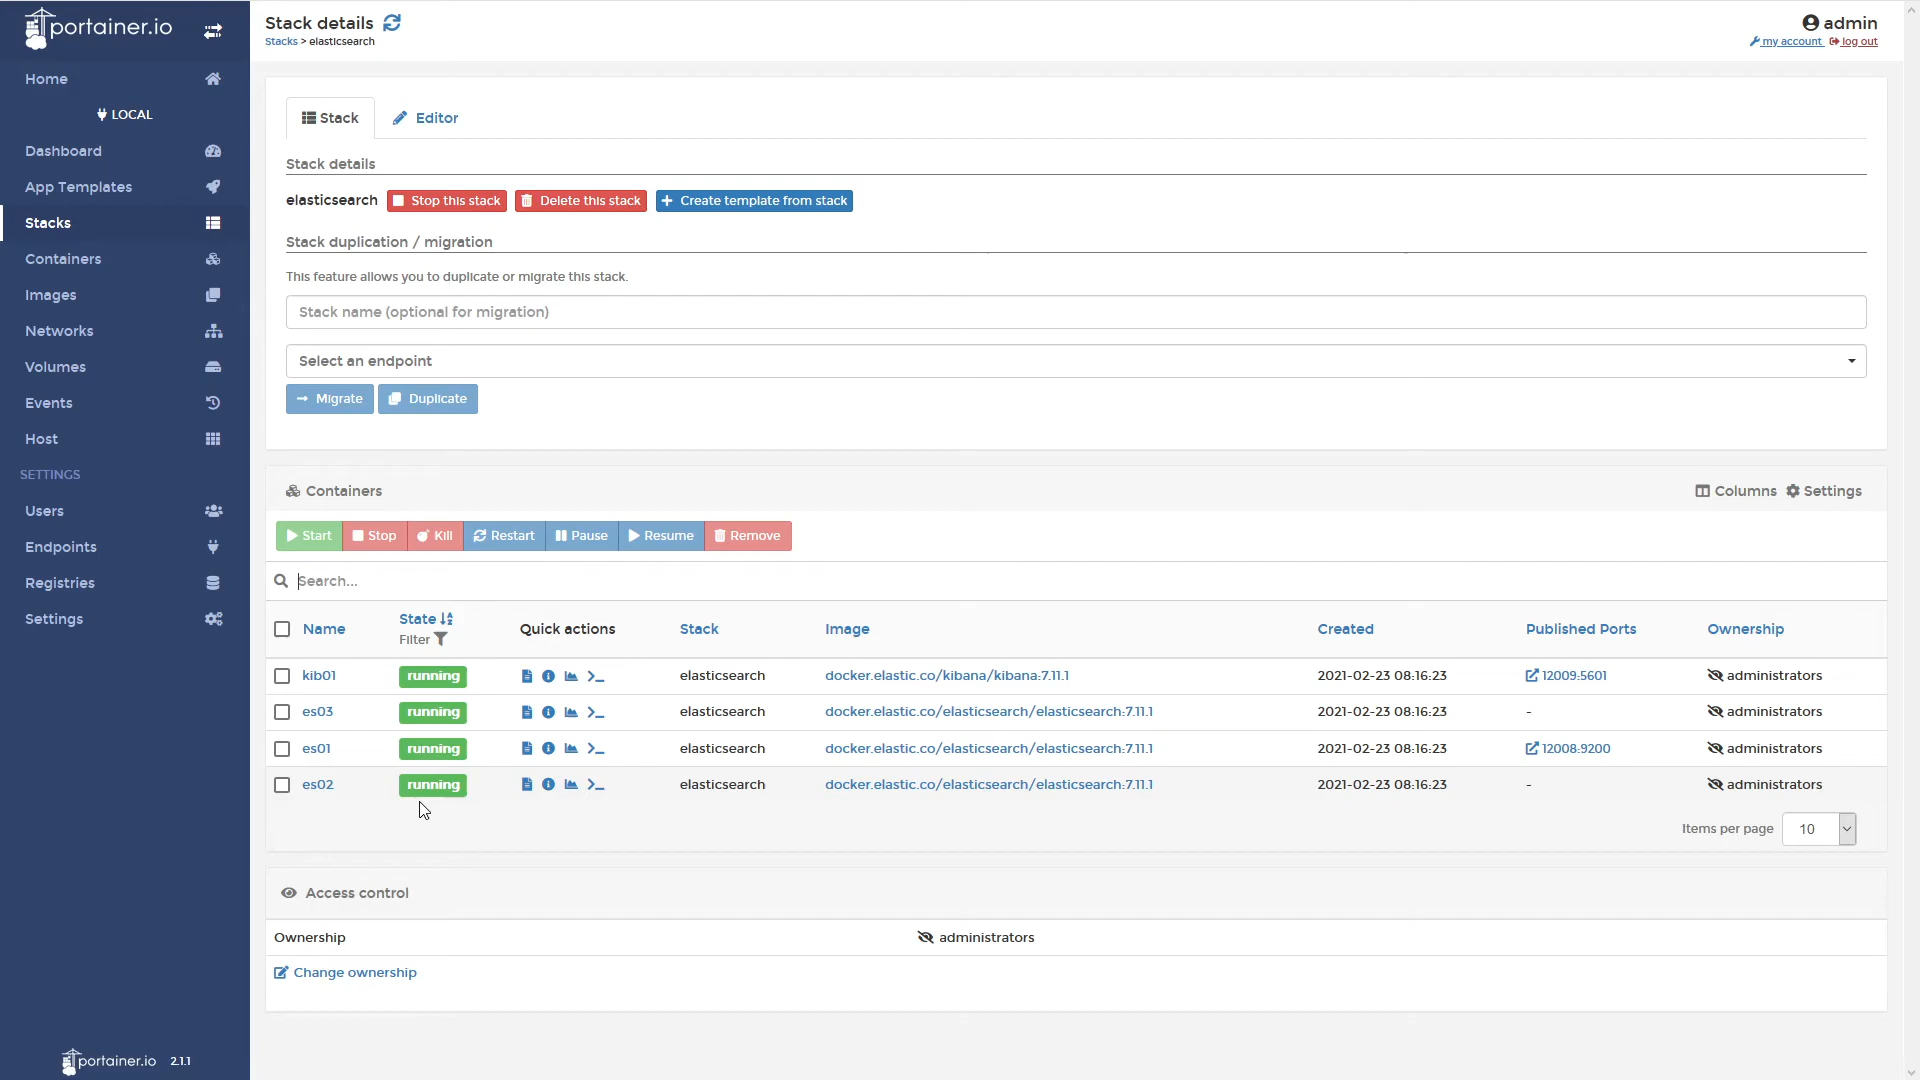 portainer.io
Home
LOCAL
Dashboard
App Templates
Stacks
Containers
Images
Networks
Volumes
Events
Host
SETTINGS
Users
Endpoints
Registries
Settings
portainer.io 2.1.1
Stack details
Stacks > elasticsearch
admin
my account log out
Stack Editor
Stack details
elasticsearch Stop this stack Delete this stack Create template from stack
Stack duplication / migration
This feature allows you to duplicate or migrate this stack.
Stack name (optional for migration)
Select an endpoint
Migrate Duplicate
Containers Columns Settings
Start Stop Kill Restart Pause Resume Remove
Search...
Name State Filter Quick actions Stack Image Created Published Ports Ownership
kib01 running elasticsearch docker.elastic.co/kibana/kibana:7.11.1 2021-02-23 08:16:23 12009:5601 administrators
es03 running elasticsearch docker.elastic.co/elasticsearch/elasticsearch:7.11.1 2021-02-23 08:16:23 - administrators
es01 running elasticsearch docker.elastic.co/elasticsearch/elasticsearch:7.11.1 2021-02-23 08:16:23 12008:9200 administrators
es02 running elasticsearch docker.elastic.co/elasticsearch/elasticsearch:7.11.1 2021-02-23 08:16:23 - administrators
Items per page 10
Access control
Ownership administrators
Change ownership